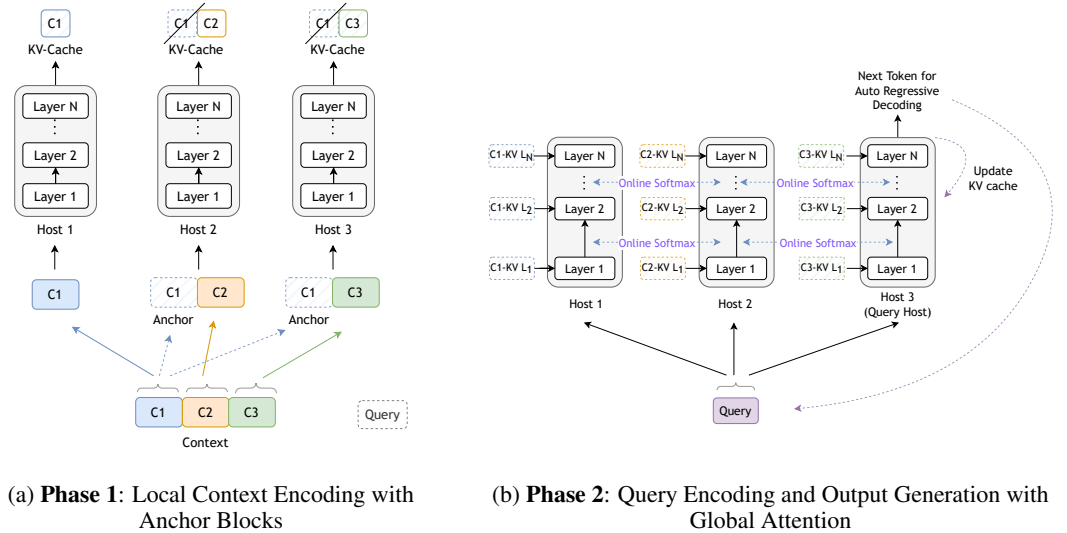 C1
C1 C2
C1 C3
KV-Cache
KV-Cache
KV-Cache
Layer N
Layer 2
Layer 1
Layer N
Layer 2
Layer 1
Layer N
Layer 2
Layer 1
Host 1
Host 2
Host 3
C1
C1 C2
C1 C3
Anchor
Anchor
C1 C2 C3
Context
Query
(a) Phase 1: Local Context Encoding with
Anchor Blocks
Next Token for
Auto Regressive
Decoding
C1-KV LN
Layer N
C2-KV LN
Layer N
C3-KV LN
Layer N
Update
KV cache
Online Softmax
Online Softmax
C1-KV L2
Layer 2
C2-KV L2
Layer 2
C3-KV L2
Layer 2
Online Softmax
Online Softmax
C1-KV L1
Layer 1
C2-KV L1
Layer 1
C3-KV L1
Layer 1
Host 1
Host 2
Host 3
(Query Host)
Query
(b) Phase 2: Query Encoding and Output Generation with
Global Attention